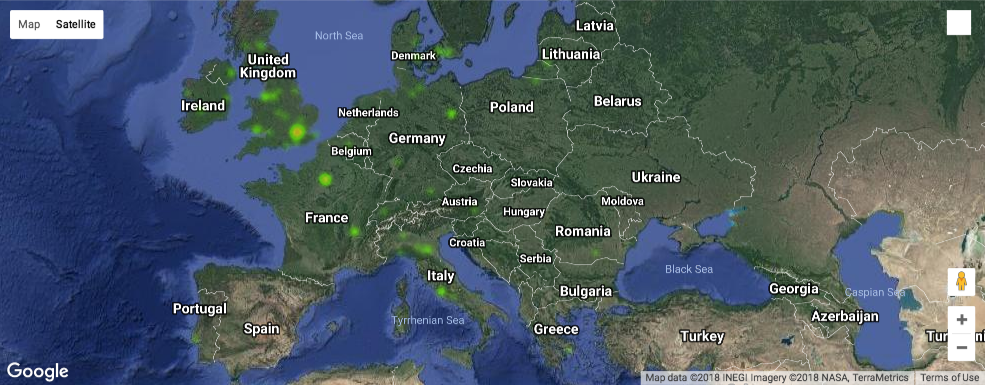 Map Satellite
North Sea
Latvia
Denmark
Lithuania
United
Kingdom
Ireland
Netherlands
Poland
Belarus
Germany
Belgium
Czechia
Ukraine
Slovakia
Austria
Moldova
Hungary
France
Romania
Croatia
Serbia
Black Sea
Italy
Georgia
Caspian Sea
Bulgaria
Portugal
Azerbaijan
Tyrrhenian Sea
Spain
Greece
Turkey
Google
Map data ©2018 INEGI Imagery ©2018 NASA, TerraMetrics
Terms of Use